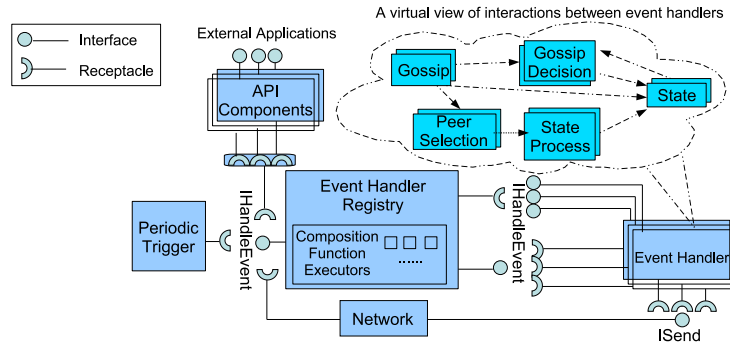 A virtual view of interactions between event handlers
Interface
Receptacle
External Applications
API
Components
Gossip
Gossip
Decision
State
Peer
Selection
State
Process
Periodic
Trigger
IHandleEvent
Event Handler
Registry
Composition
Function
Executors
......
IHandleEvent
Event Handler
Network
ISend